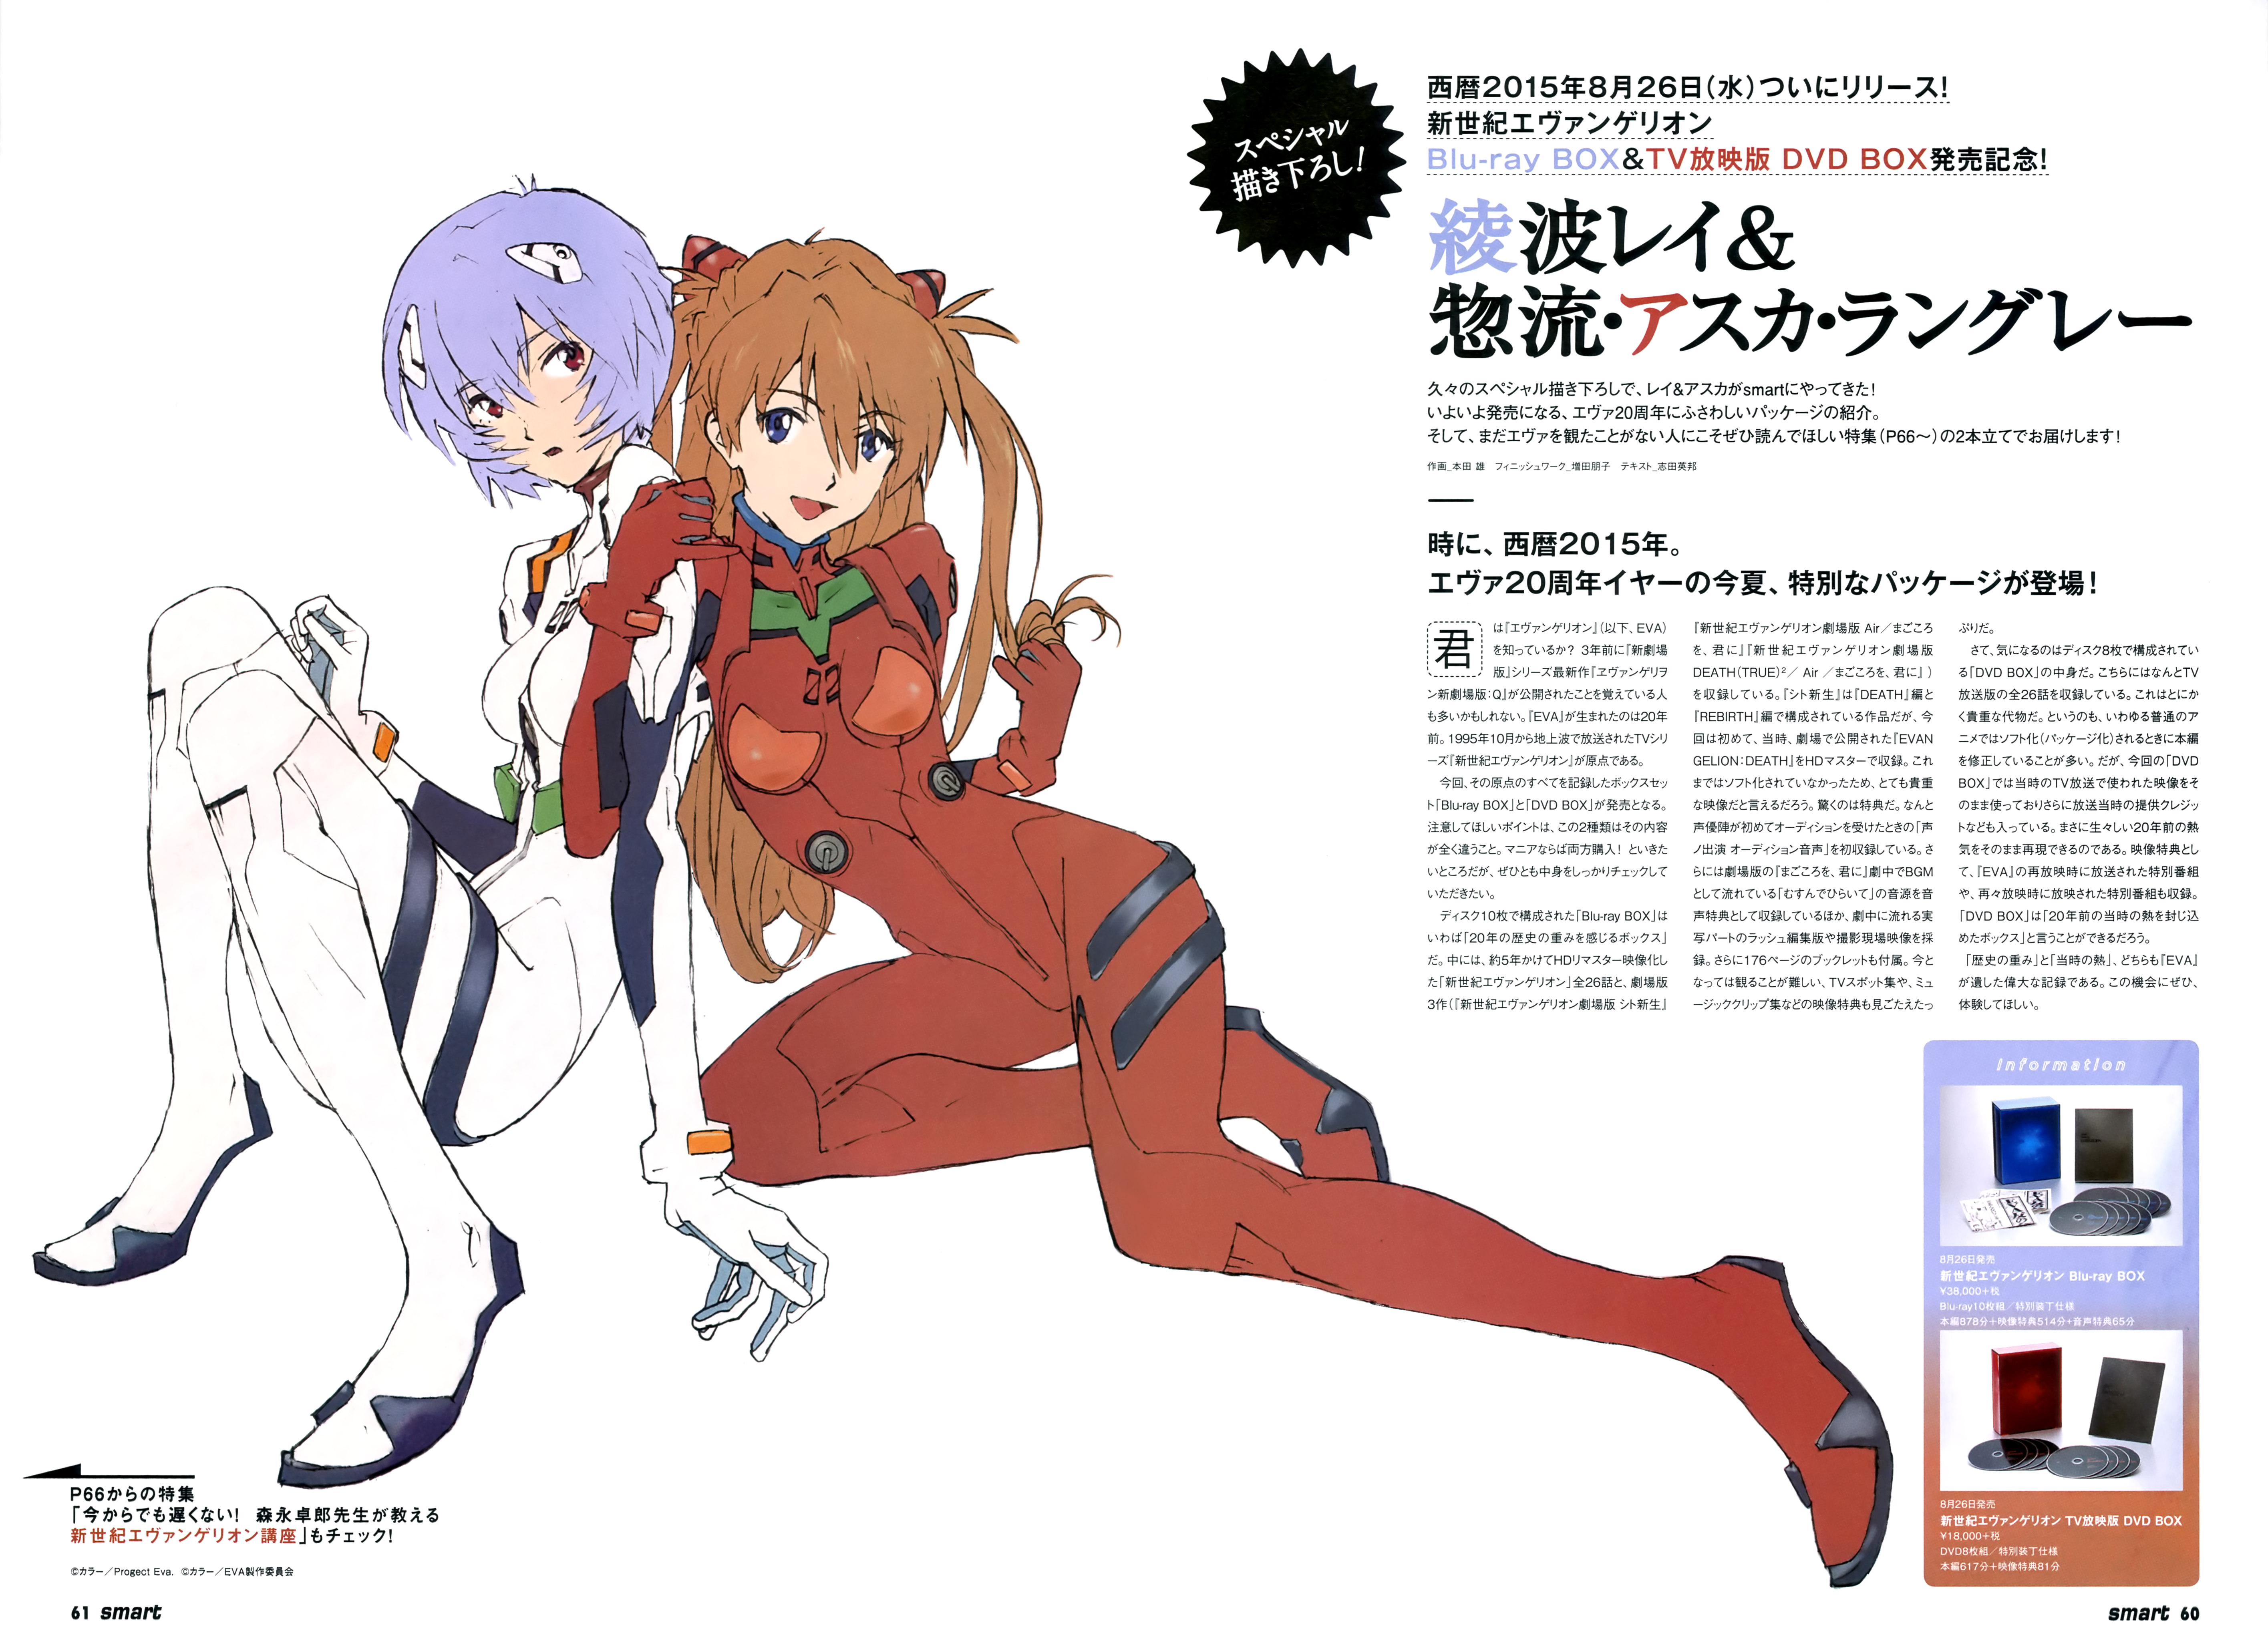 スペシャル
描き下ろし!
西暦2015年8月26日(水)ついにリリース!
新世紀エヴァンゲリオン
Blu-ray BOX&TV放映版 DVD BOX発売記念!
綾波レイ&
惣流・アスカ・ラングレー
久々のスペシャル描き下ろしで、レイ&アスカがsmartにやってきた!
いよいよ発売になる、エヴァ20周年にふさわしいパッケージの紹介。
そして、まだエヴァを観たことがない人にこそぜひ読んでほしい特集(P66〜)の2本立てでお届けします!
作画_本田 雄　フィニッシュワーク_増田朋子　テキスト_志田英邦
時に、西暦2015年。
エヴァ20周年イヤーの今夏、特別なパッケージが登場!
君は『エヴァンゲリオン』(以下、EVA)
を知っているか? 3年前に『新劇場
版』シリーズ最新作『ヱヴァンゲリヲ
ン新劇場版:Q』が公開されたことを覚えている人
も多いかもしれない。『EVA』が生まれたのは20年
前。1995年10月から地上波で放送されたTVシリ
ーズ『新世紀エヴァンゲリオン』が原点である。
今回、その原点のすべてを記録したボックスセッ
ト「Blu-ray BOX」と「DVD BOX」が発売となる。
注意してほしいポイントは、この2種類はその内容
が全く違うこと。マニアならば両方購入! といきた
いところだが、ぜひとも中身をしっかりチェックして
いただきたい。
ディスク10枚で構成された「Blu-ray BOX」は
いわば「20年の歴史の重みを感じるボックス」
だ。中には、約5年かけてHDリマスター映像化し
た『新世紀エヴァンゲリオン』全26話と、劇場版
3作(『新世紀エヴァンゲリオン劇場版 シト新生』
『新世紀エヴァンゲリオン劇場版 Air/まごころ
を、君に』『新世紀エヴァンゲリオン劇場版
DEATH(TRUE)²/ Air /まごころを、君に』)
を収録している。『シト新生』は『DEATH』編と
『REBIRTH』編で構成されている作品だが、今
回は初めて、当時、劇場で公開された『EVAN
GELION:DEATH』をHDマスターで収録。これ
まではソフト化されていなかったため、とても貴重
な映像だと言えるだろう。驚くのは特典だ。なんと
声優陣が初めてオーディションを受けたときの「声
ノ出演 オーディション音声」を初収録している。さ
らには劇場版の『まごころを、君に』劇中でBGM
として流れている「むすんでひらいて」の音源を音
声特典として収録しているほか、劇中に流れる実
写パートのラッシュ編集版や撮影現場映像を採
録。さらに176ページのブックレットも付属。今と
なっては観ることが難しい、TVスポット集や、ミュ
ージッククリップ集などの映像特典も見ごたえたっ
ぷりだ。
さて、気になるのはディスク8枚で構成されてい
る「DVD BOX」の中身だ。こちらにはなんとTV
放送版の全26話を収録している。これはとにか
く貴重な代物だ。というのも、いわゆる普通のア
ニメではソフト化(パッケージ化)されるときに本編
を修正していることが多い。だが、今回の「DVD
BOX」では当時のTV放送で使われた映像をそ
のまま使っておりさらに放送当時の提供クレジッ
トなども入っている。まさに生々しい20年前の熱
気をそのまま再現できるのである。映像特典とし
て、『EVA』の再放映時に放送された特別番組
や、再々放映時に放映された特別番組も収録。
「DVD BOX」は「20年前の当時の熱を封じ込
めたボックス」と言うことができるだろう。
「歴史の重み」と「当時の熱」、どちらも『EVA』
が遺した偉大な記録である。この機会にぜひ、
体験してほしい。
information
8月26日発売
新世紀エヴァンゲリオン Blu-ray BOX
¥38,000+税
Blu-ray10枚組/特別装丁仕様
本編878分+映像特典514分+音声特典65分
8月26日発売
新世紀エヴァンゲリオン TV放映版 DVD BOX
¥18,000+税
DVD8枚組/特別装丁仕様
本編617分+映像特典81分
P66からの特集
「今からでも遅くない! 森永卓郎先生が教える
新世紀エヴァンゲリオン講座」もチェック!
©カラー/Progect Eva. ©カラー/EVA製作委員会
61 smart
smart 60